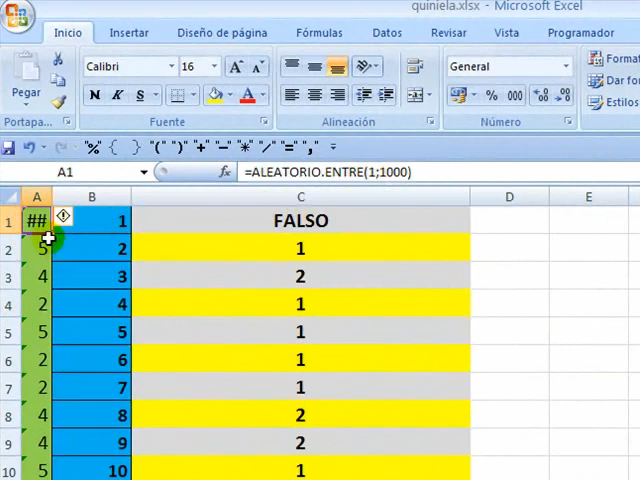 quiniela.xlsx - Microsoft Excel
Inicio Insertar Diseño de página Fórmulas Datos Revisar Vista Programador
Calibri 16 A A General Format
Pegar Dar for
N K S A % 000 Estilos
Portapa... Fuente Alineación Número
"%" { } "(" ")" "+" "-" "*" "/" "=" ","
A1 fx =ALEATORIO.ENTRE(1;1000)
A B C D E
1 ## 1 FALSO
2 5 2 1
3 4 3 2
4 2 4 1
5 5 5 1
6 2 6 1
7 2 7 1
8 4 8 2
9 4 9 2
10 5 10 1